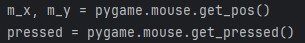 m_x, m_y = pygame.mouse.get_pos()
pressed = pygame.mouse.get_pressed()